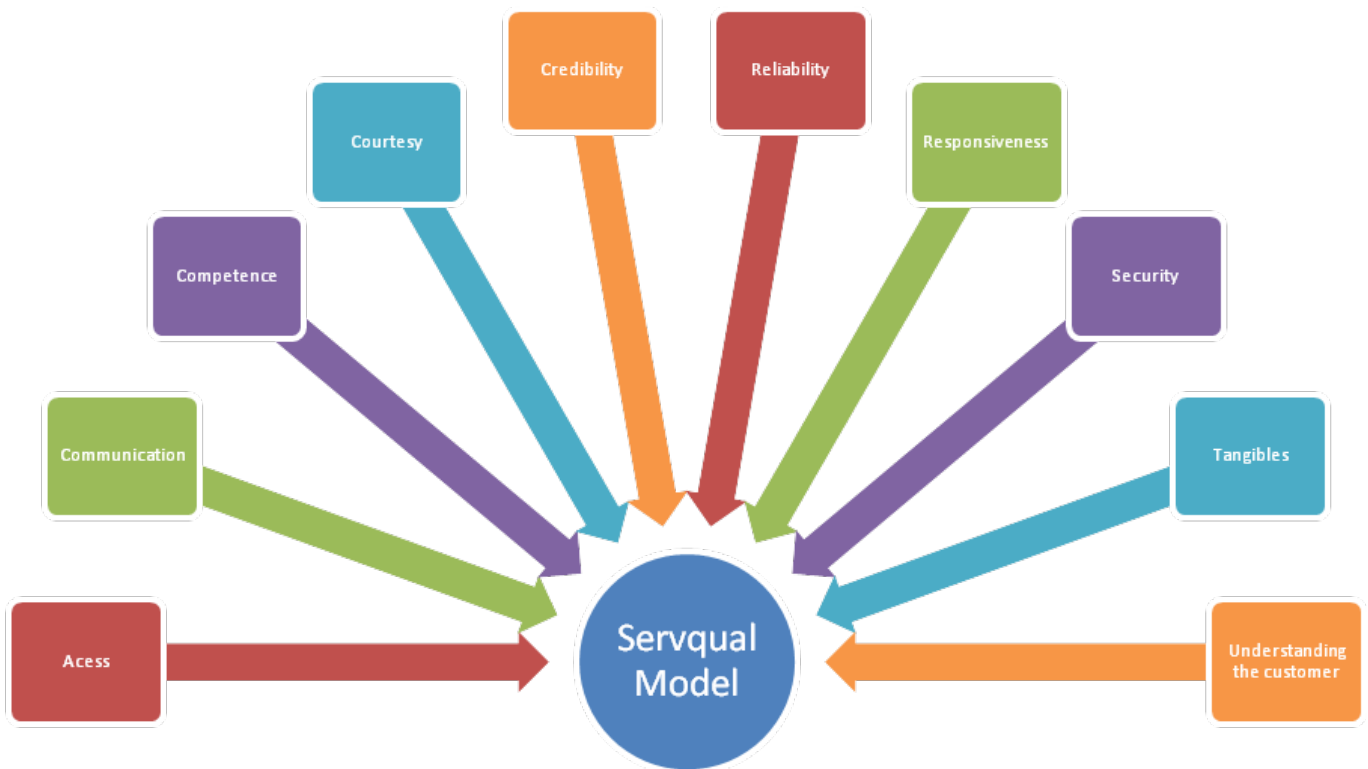 Credibility
Reliability
Courtesy
Responsiveness
Competence
Security
Communication
Tangibles
Acess
Servqual
Model
Understanding
the customer